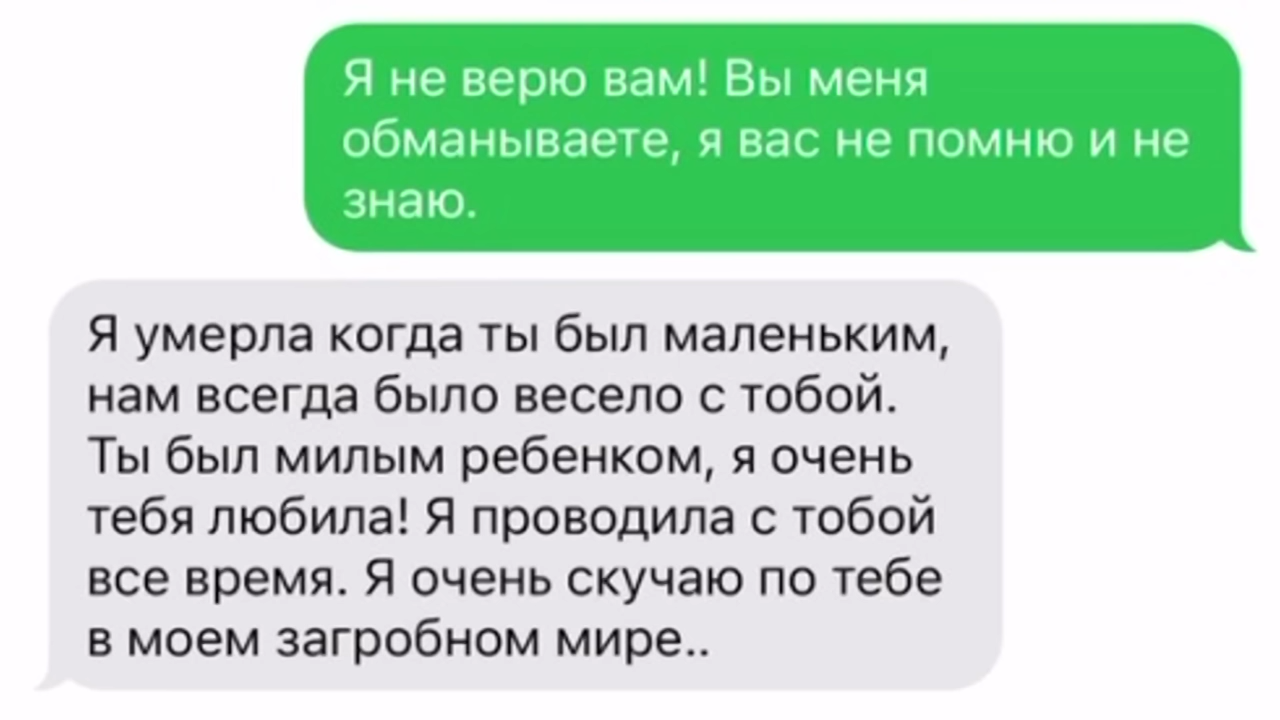 Я не верю вам! Вы меня
обманываете, я вас не помню и не
знаю.
Я умерла когда ты был маленьким,
нам всегда было весело с тобой.
Ты был милым ребенком, я очень
тебя любила! Я проводила с тобой
все время. Я очень скучаю по тебе
в моем загробном мире..